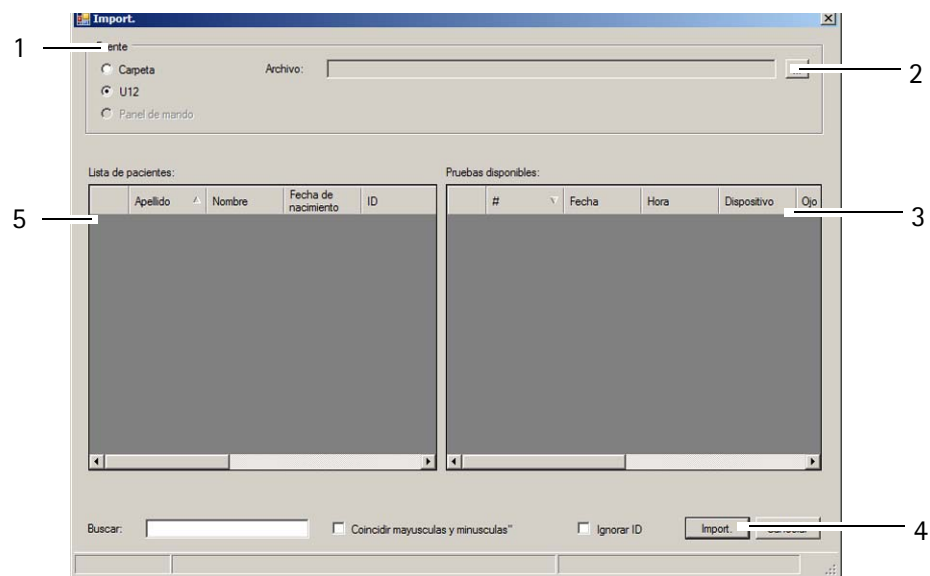 Import.
1
Carpeta
Archivo:
...
2
U12
Panel de mando
Lista de pacientes:
Pruebas disponibles:
Apellido Nombre Fecha de nacimiento ID
# Fecha Hora Dispositivo Ojo
5
3
Buscar:
Coincidir mayusculas y minusculas"
Ignorar ID
Import.
4